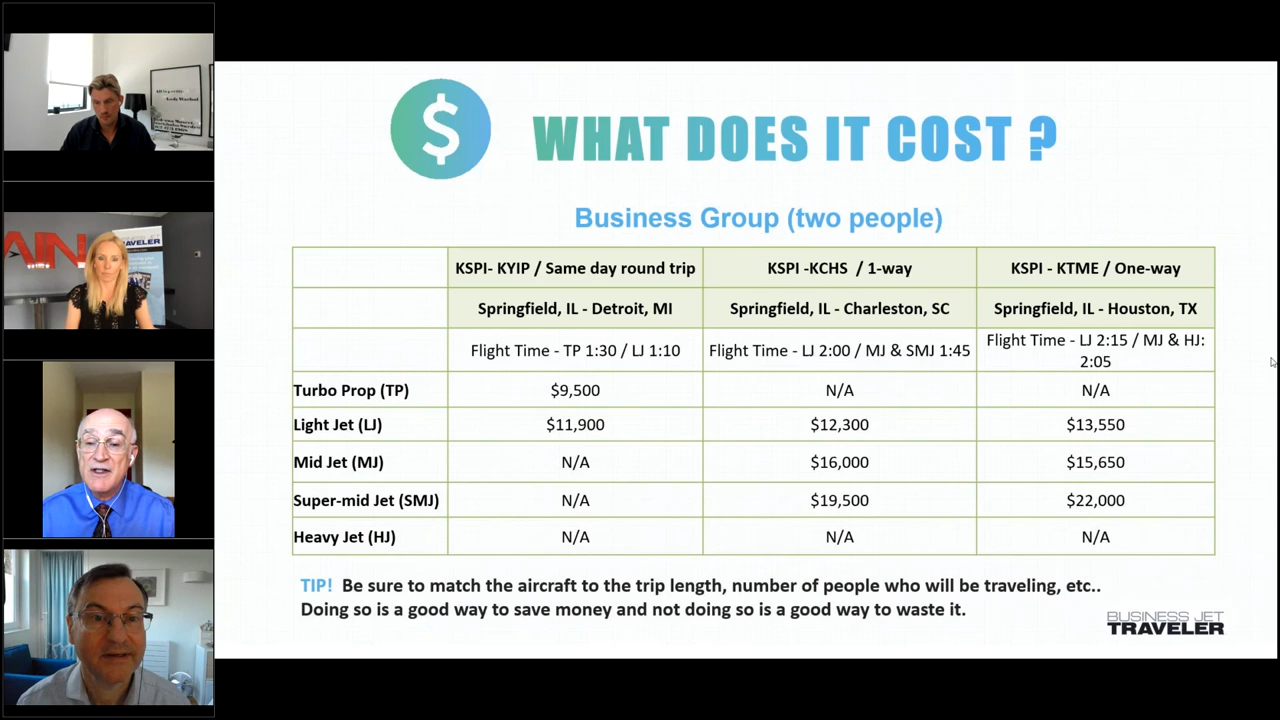 WHAT DOES IT COST ?
Business Group (two people)
KSPI- KYIP / Same day round trip
KSPI -KCHS / 1-way
KSPI - KTME / One-way
Springfield, IL - Detroit, MI
Springfield, IL - Charleston, SC
Springfield, IL - Houston, TX
Flight Time - TP 1:30 / LJ 1:10
Flight Time - LJ 2:00 / MJ & SMJ 1:45
Flight Time - LJ 2:15 / MJ & HJ:
2:05
Turbo Prop (TP)
$9,500
N/A
N/A
Light Jet (LJ)
$11,900
$12,300
$13,550
Mid Jet (MJ)
N/A
$16,000
$15,650
Super-mid Jet (SMJ)
N/A
$19,500
$22,000
Heavy Jet (HJ)
N/A
N/A
N/A
TIP! Be sure to match the aircraft to the trip length, number of people who will be traveling, etc..
Doing so is a good way to save money and not doing so is a good way to waste it.
BUSINESS JET
TRAVELER
AIN